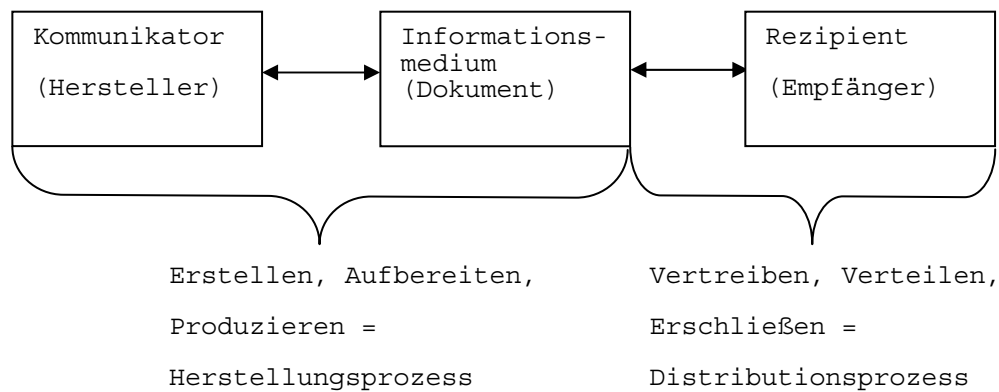 Kommunikator
(Hersteller)
Informations-
medium
(Dokument)
Rezipient
(Empfänger)
Erstellen, Aufbereiten,
Produzieren =
Herstellungsprozess
Vertreiben, Verteilen,
Erschließen =
Distributionsprozess